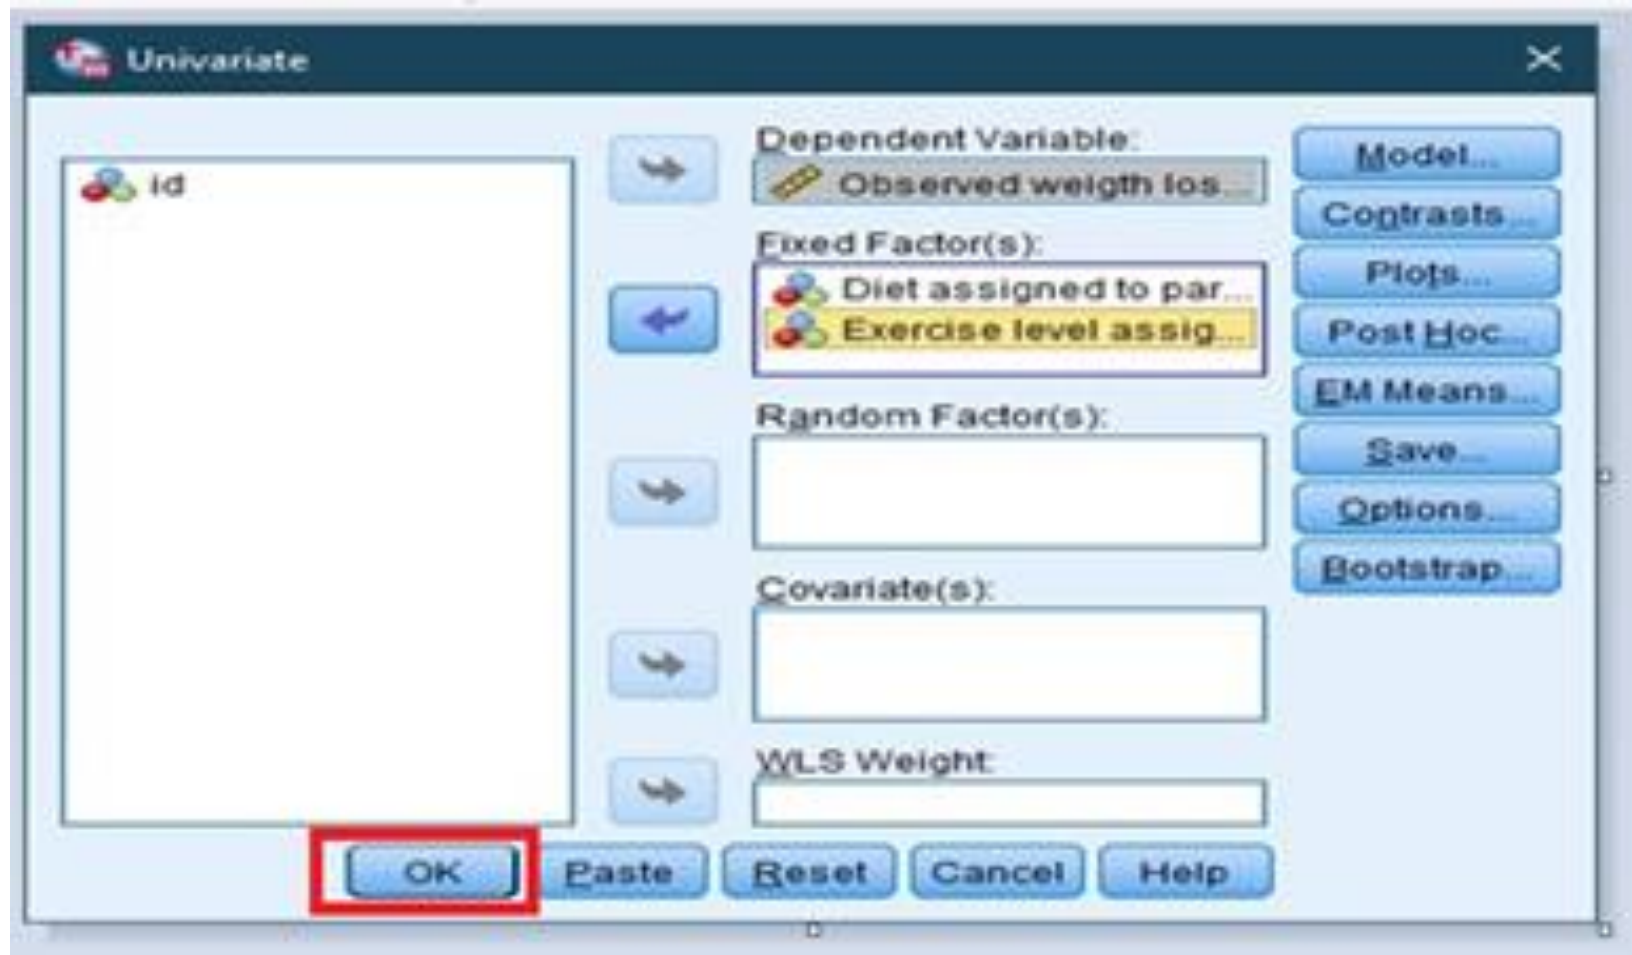 Univariate
id
Dependent Variable:
Observed weigth los...
Fixed Factor(s):
Diet assigned to par...
Exercise level assig...
Random Factor(s):
Covariate(s):
WLS Weight:
Model...
Contrasts...
Plots...
Post Hoc...
EM Means...
Save...
Options...
Bootstrap...
OK
Paste
Reset
Cancel
Help